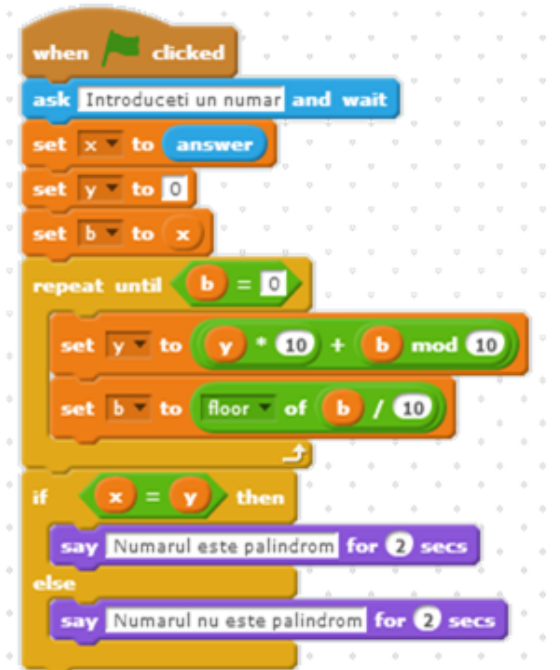 when clicked
ask Introduceti un numar and wait
set x to answer
set y to 0
set b to x
repeat until b = 0
set y to y * 10 + b mod 10
set b to floor of b / 10
if x = y then
say Numarul este palindrom for 2 secs
else
say Numarul nu este palindrom for 2 secs